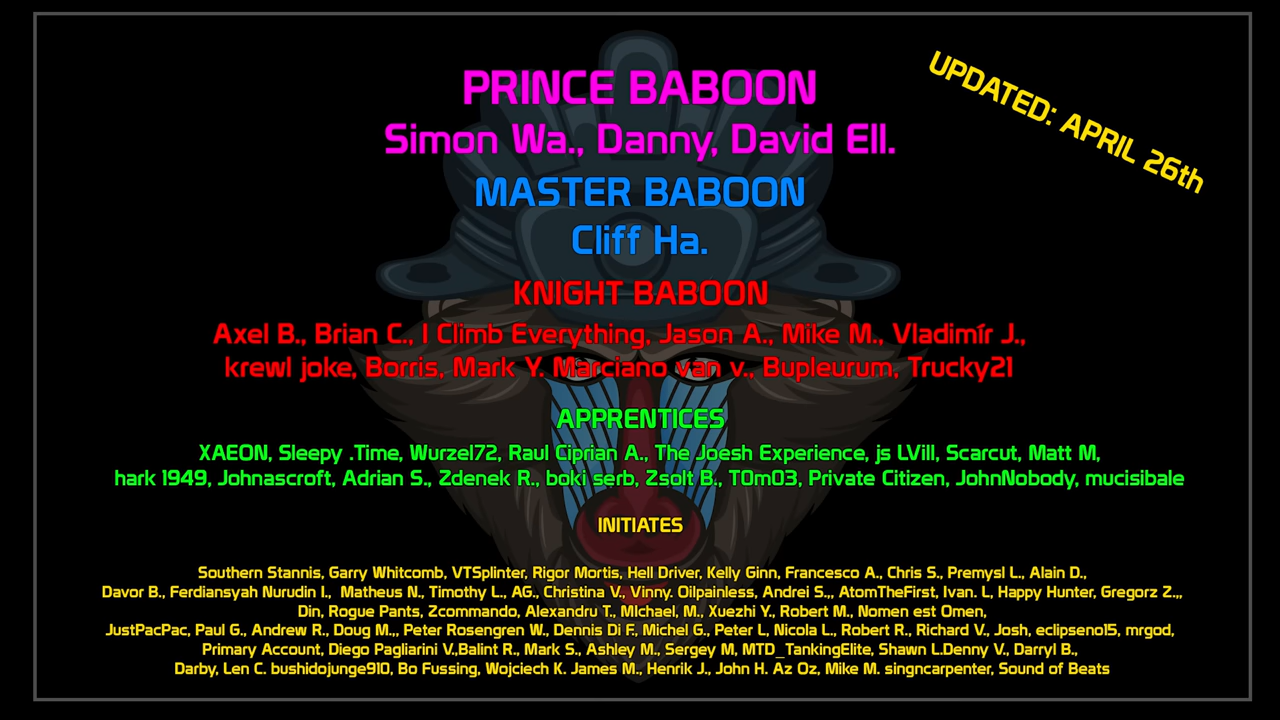 PRINCE BABOON
UPDATED: APRIL 26th
Simon Wa., Danny, David Ell.
MASTER BABOON
Cliff Ha.
KNIGHT BABOON
Axel B., Brian C., I Climb Everything, Jason A., Mike M., Vladimír J.,
krewl joke, Borris, Mark Y. Marciano van v., Bupleurum, Trucky21
APPRENTICES
XAEON, Sleepy .Time, Wurzel72, Raul Ciprian A., The Joesh Experience, js LVill, Scarcut, Matt M,
hark 1949, Johnascroft, Adrian S., Zdenek R., boki serb, Zsolt B., T0m03, Private Citizen, JohnNobody, mucisibale
INITIATES
Southern Stannis, Garry Whitcomb, VTSplinter, Rigor Mortis, Hell Driver, Kelly Ginn, Francesco A., Chris S., Premysl L., Alain D.,
Davor B., Ferdiansyah Nurudin I.,  Matheus N., Timothy L., AG., Christina V., Vinny. Oilpainless, Andrei S.,, AtomTheFirst, Ivan. L, Happy Hunter, Gregorz Z.,,
Din, Rogue Pants, Zcommando, Alexandru T., MIchael, M., Xuezhi Y., Robert M., Nomen est Omen,
JustPacPac, Paul G., Andrew R., Doug M.,, Peter Rosengren W., Dennis Di F., Michel G., Peter L, Nicola L., Robert R., Richard V., Josh, eclipseno15, mrgod,
Primary Account, Diego Pagliarini V.,Balint R., Mark S., Ashley M., Sergey M, MTD_TankingElite, Shawn L.Denny V., Darryl B.,
Darby, Len C. bushidojunge910, Bo Fussing, Wojciech K. James M., Henrik J., John H. Az Oz, Mike M. singncarpenter, Sound of Beats